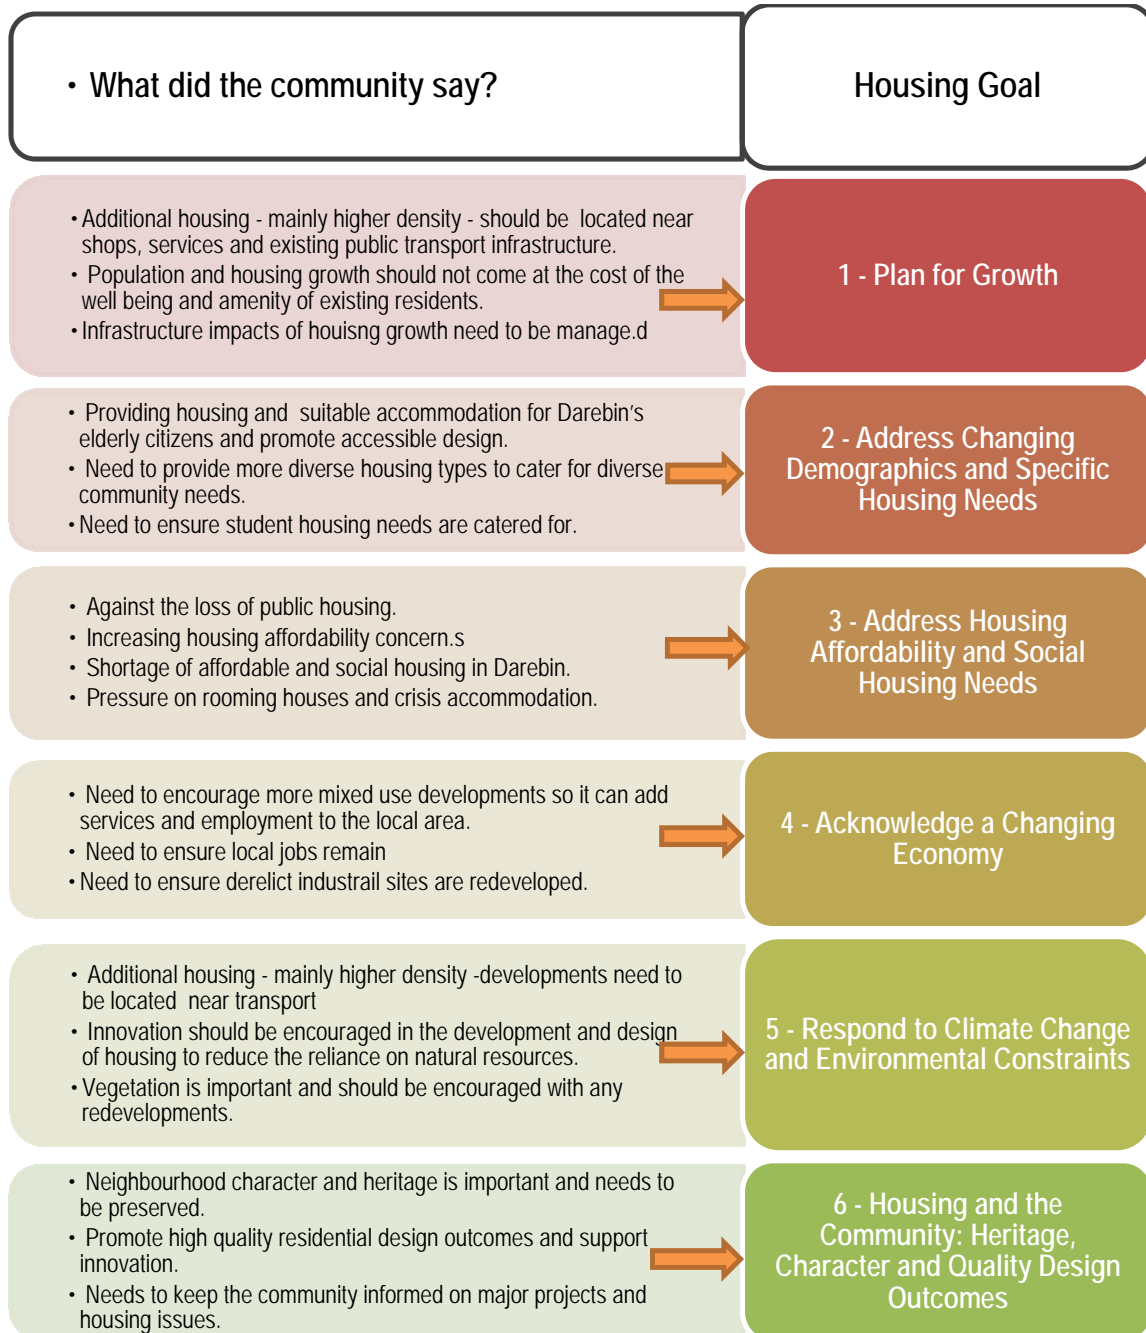 • What did the community say?
Housing Goal
• Additional housing - mainly higher density - should be located near
shops, services and existing public transport infrastructure.
• Population and housing growth should not come at the cost of the
well being and amenity of existing residents.
• Infrastructure impacts of houisng growth need to be manage.d
1 - Plan for Growth
• Providing housing and suitable accommodation for Darebin's
elderly citizens and promote accessible design.
• Need to provide more diverse housing types to cater for diverse
community needs.
• Need to ensure student housing needs are catered for.
2 - Address Changing
Demographics and Specific
Housing Needs
• Against the loss of public housing.
• Increasing housing affordability concern.s
• Shortage of affordable and social housing in Darebin.
• Pressure on rooming houses and crisis accommodation.
3 - Address Housing
Affordability and Social
Housing Needs
• Need to encourage more mixed use developments so it can add
services and employment to the local area.
• Need to ensure local jobs remain
• Need to ensure derelict industrail sites are redeveloped.
4 - Acknowledge a Changing
Economy
• Additional housing - mainly higher density -developments need to
be located near transport
• Innovation should be encouraged in the development and design
of housing to reduce the reliance on natural resources.
• Vegetation is important and should be encouraged with any
redevelopments.
5 - Respond to Climate Change
and Environmental Constraints
• Neighbourhood character and heritage is important and needs to
be preserved.
• Promote high quality residential design outcomes and support
innovation.
• Needs to keep the community informed on major projects and
housing issues.
6 - Housing and the
Community: Heritage,
Character and Quality Design
Outcomes